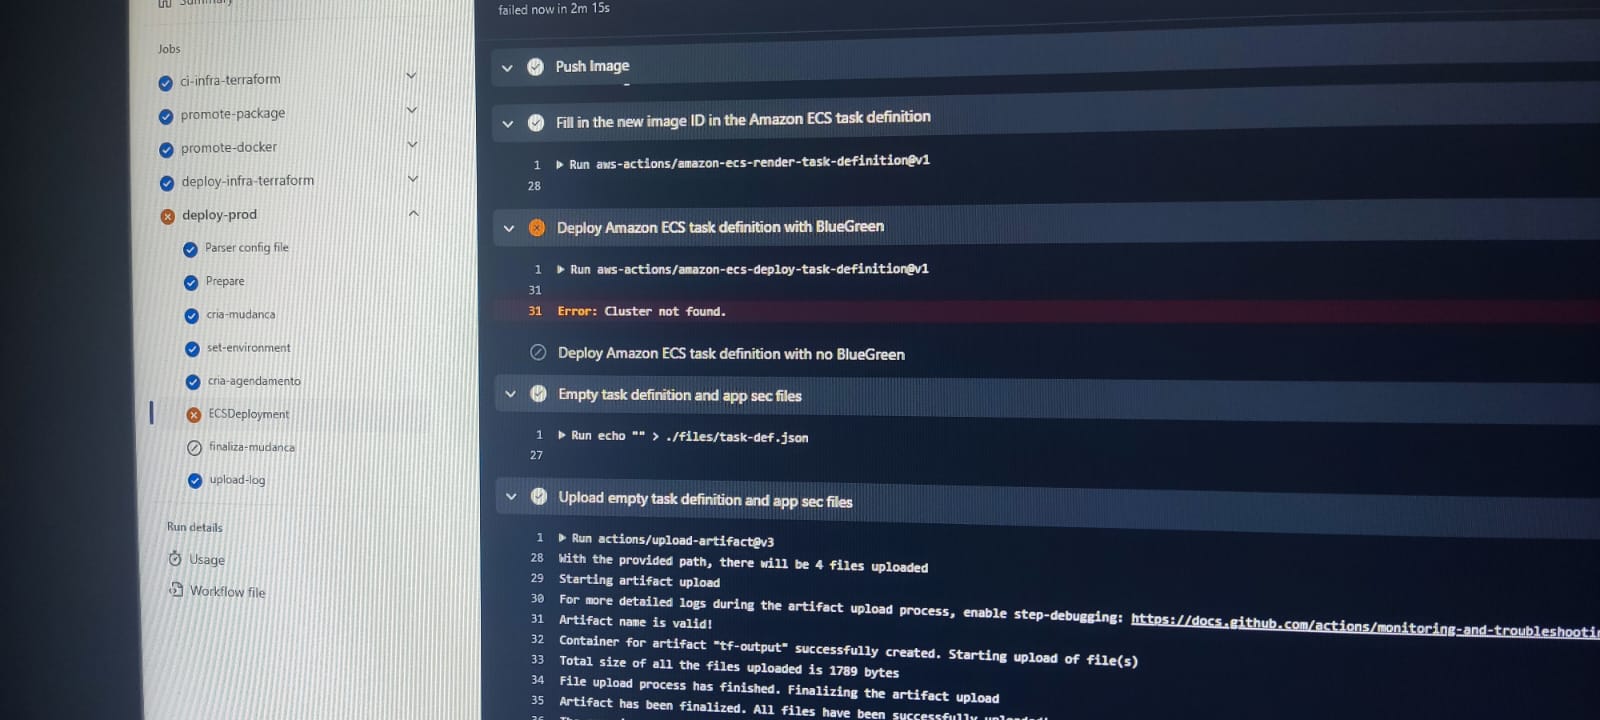 Summary
Jobs
ci-infra-terraform
promote-package
promote-docker
deploy-infra-terraform
deploy-prod
Parser config file
Prepare
cria-mudanca
set-environment
cria-agendamento
ECSDeployment
finaliza-mudanca
upload-log
Run details
Usage
Workflow file
failed now in 2m 15s
Push Image
Fill in the new image ID in the Amazon ECS task definition
1 Run aws-actions/amazon-ecs-render-task-definition@v1
28
Deploy Amazon ECS task definition with BlueGreen
1 Run aws-actions/amazon-ecs-deploy-task-definition@v1
31
31 Error: Cluster not found.
Deploy Amazon ECS task definition with no BlueGreen
Empty task definition and app sec files
1 Run echo "" > ./files/task-def.json
27
Upload empty task definition and app sec files
1 Run actions/upload-artifact@v3
28 With the provided path, there will be 4 files uploaded
29 Starting artifact upload
30 For more detailed logs during the artifact upload process, enable step-debugging: https://docs.github.com/actions/monitoring-and-troubleshootin
31 Artifact name is valid!
32 Container for artifact "tf-output" successfully created. Starting upload of file(s)
33 Total size of all the files uploaded is 1789 bytes
34 File upload process has finished. Finalizing the artifact upload
35 Artifact has been finalized. All files have been successfully uploaded!